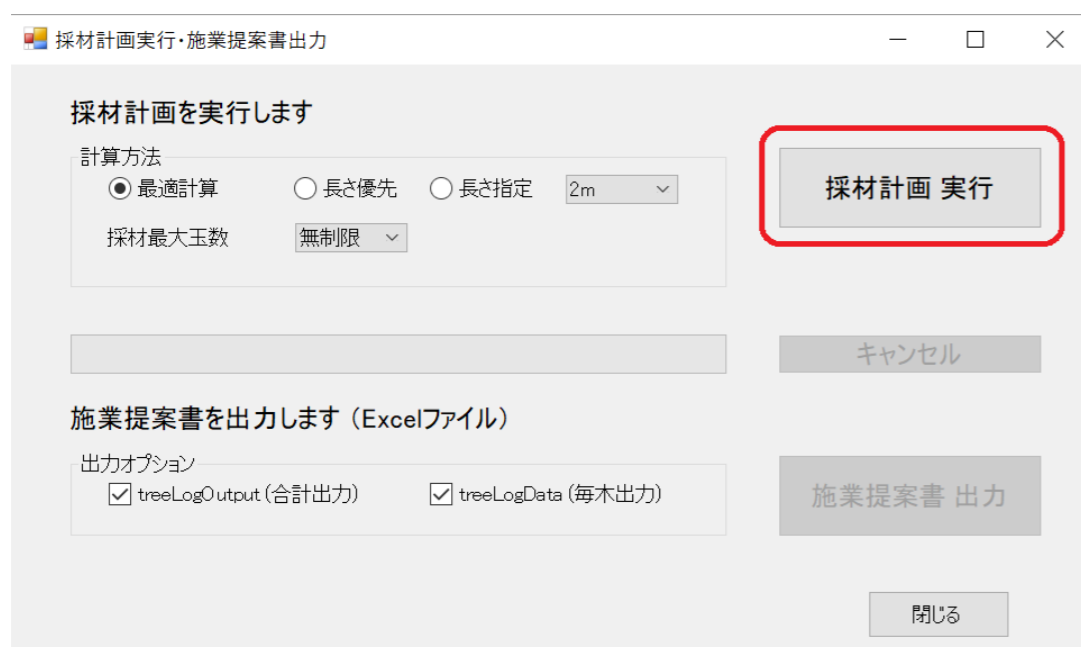 採材計画実行・施業提案書出力
採材計画を実行します
計算方法
最適計算 長さ優先 長さ指定 2m
採材計画 実行
採材最大玉数 無制限
キャンセル
施業提案書を出力します（Excelファイル）
出力オプション
treeLogOutput(合計出力) treeLogData(毎木出力)
施業提案書 出力
閉じる